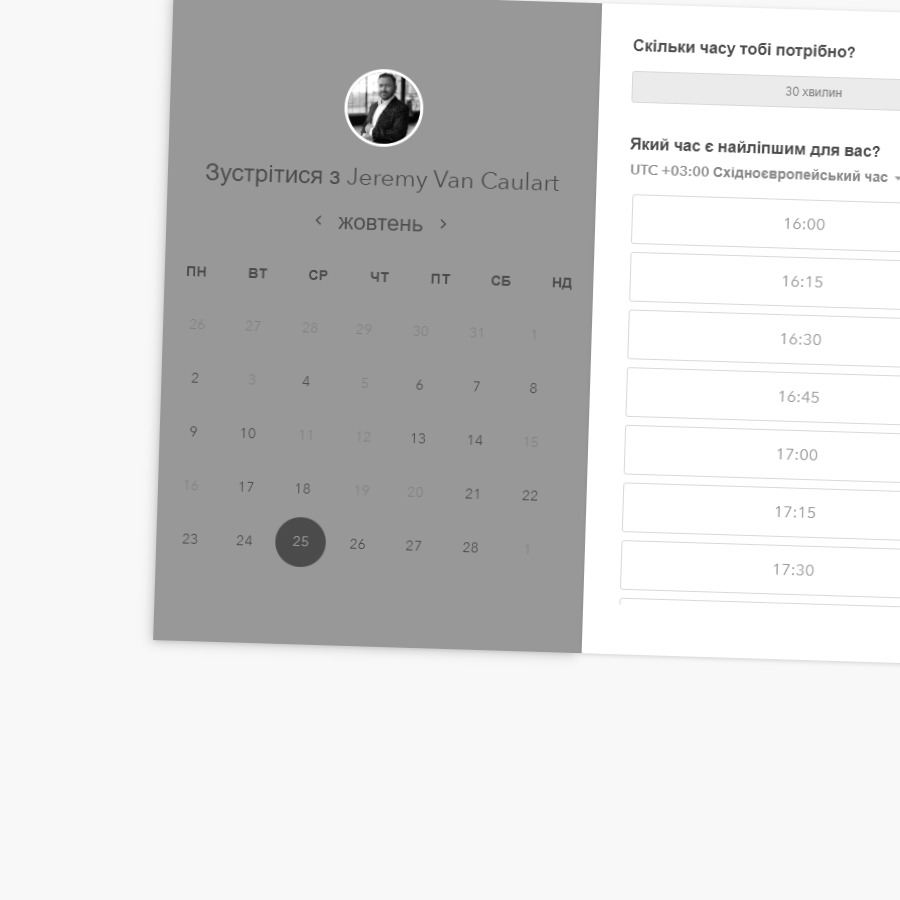 Зустрітися з Jeremy Van Caulart
‹ жовтень ›
ПН ВТ СР ЧТ ПТ СБ НД
26 27 28 29 30 31 1
2 3 4 5 6 7 8
9 10 11 12 13 14 15
16 17 18 19 20 21 22
23 24 25 26 27 28 1
Скільки часу тобі потрібно?
30 хвилин
Який час є найліпшим для вас?
UTC +03:00 Східноєвропейський час
16:00
16:15
16:30
16:45
17:00
17:15
17:30